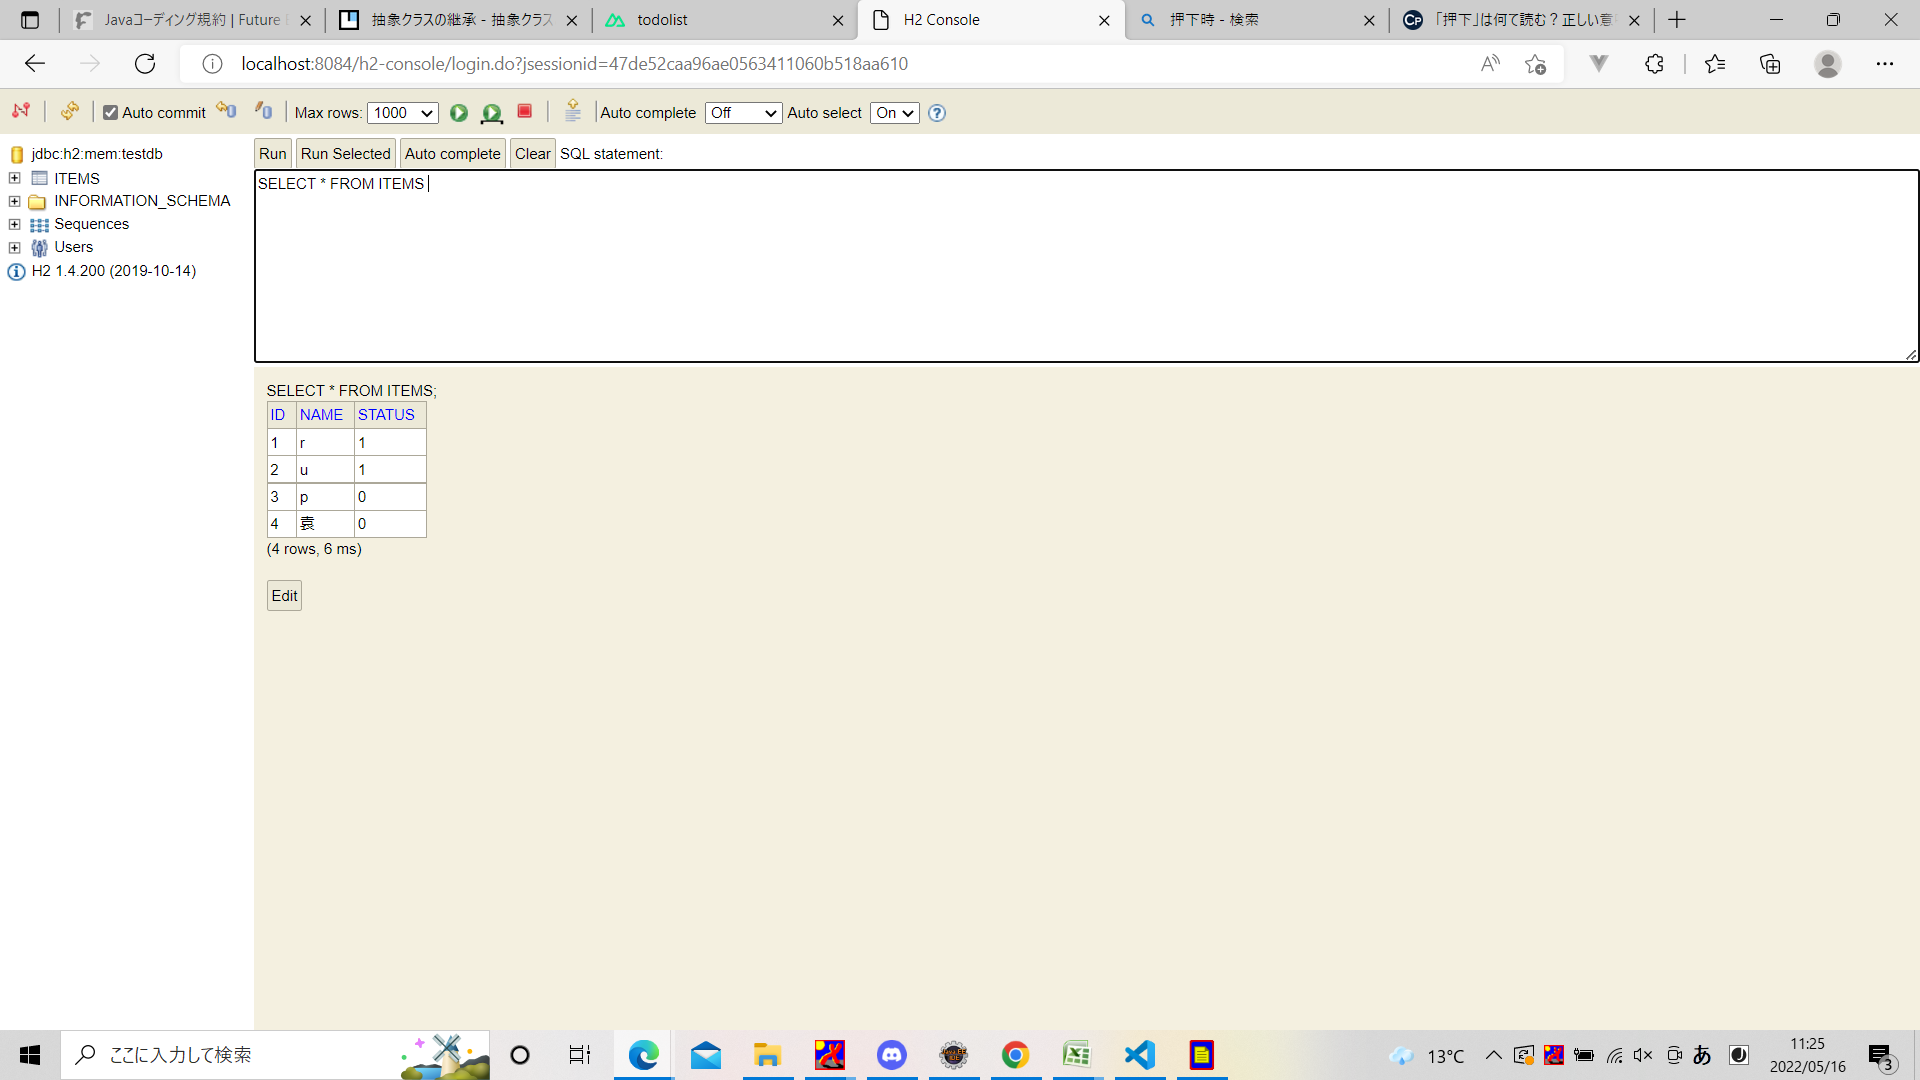 Javaコーディング規約 | Future
抽象クラスの継承 - 抽象クラス
todolist
H2 Console
押下時 - 検索
「押下」は何て読む？正しい意
localhost:8084/h2-console/login.do?jsessionid=47de52caa96ae0563411060b518aa610
Auto commit
Max rows: 1000
Auto complete Off
Auto select On
jdbc:h2:mem:testdb
ITEMS
INFORMATION_SCHEMA
Sequences
Users
H2 1.4.200 (2019-10-14)
Run Run Selected Auto complete Clear SQL statement:
SELECT * FROM ITEMS
SELECT * FROM ITEMS;
ID NAME STATUS
1 r 1
2 u 1
3 p 0
4 袁 0
(4 rows, 6 ms)
Edit
ここに入力して検索
13°C
あ
11:25
2022/05/16
3